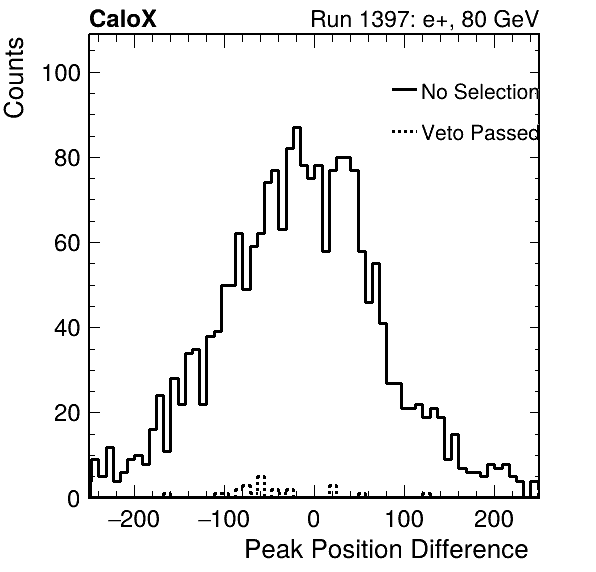 CaloX Run 1397: e+, 80 GeV
Counts
No Selection
Veto Passed
100
80
60
40
20
0
−200 −100 0 100 200
Peak Position Difference